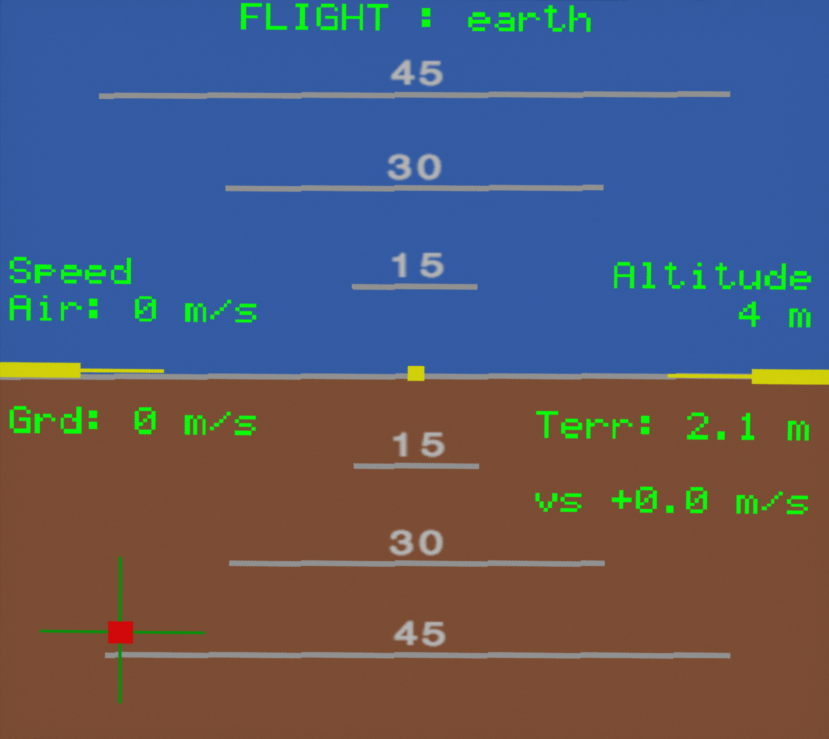 FLIGHT : earth
45
30
15
Speed
Air: 0 m/s
Altitude
4 m
Grd: 0 m/s
Terr: 2.1 m
15
vs +0.0 m/s
30
45